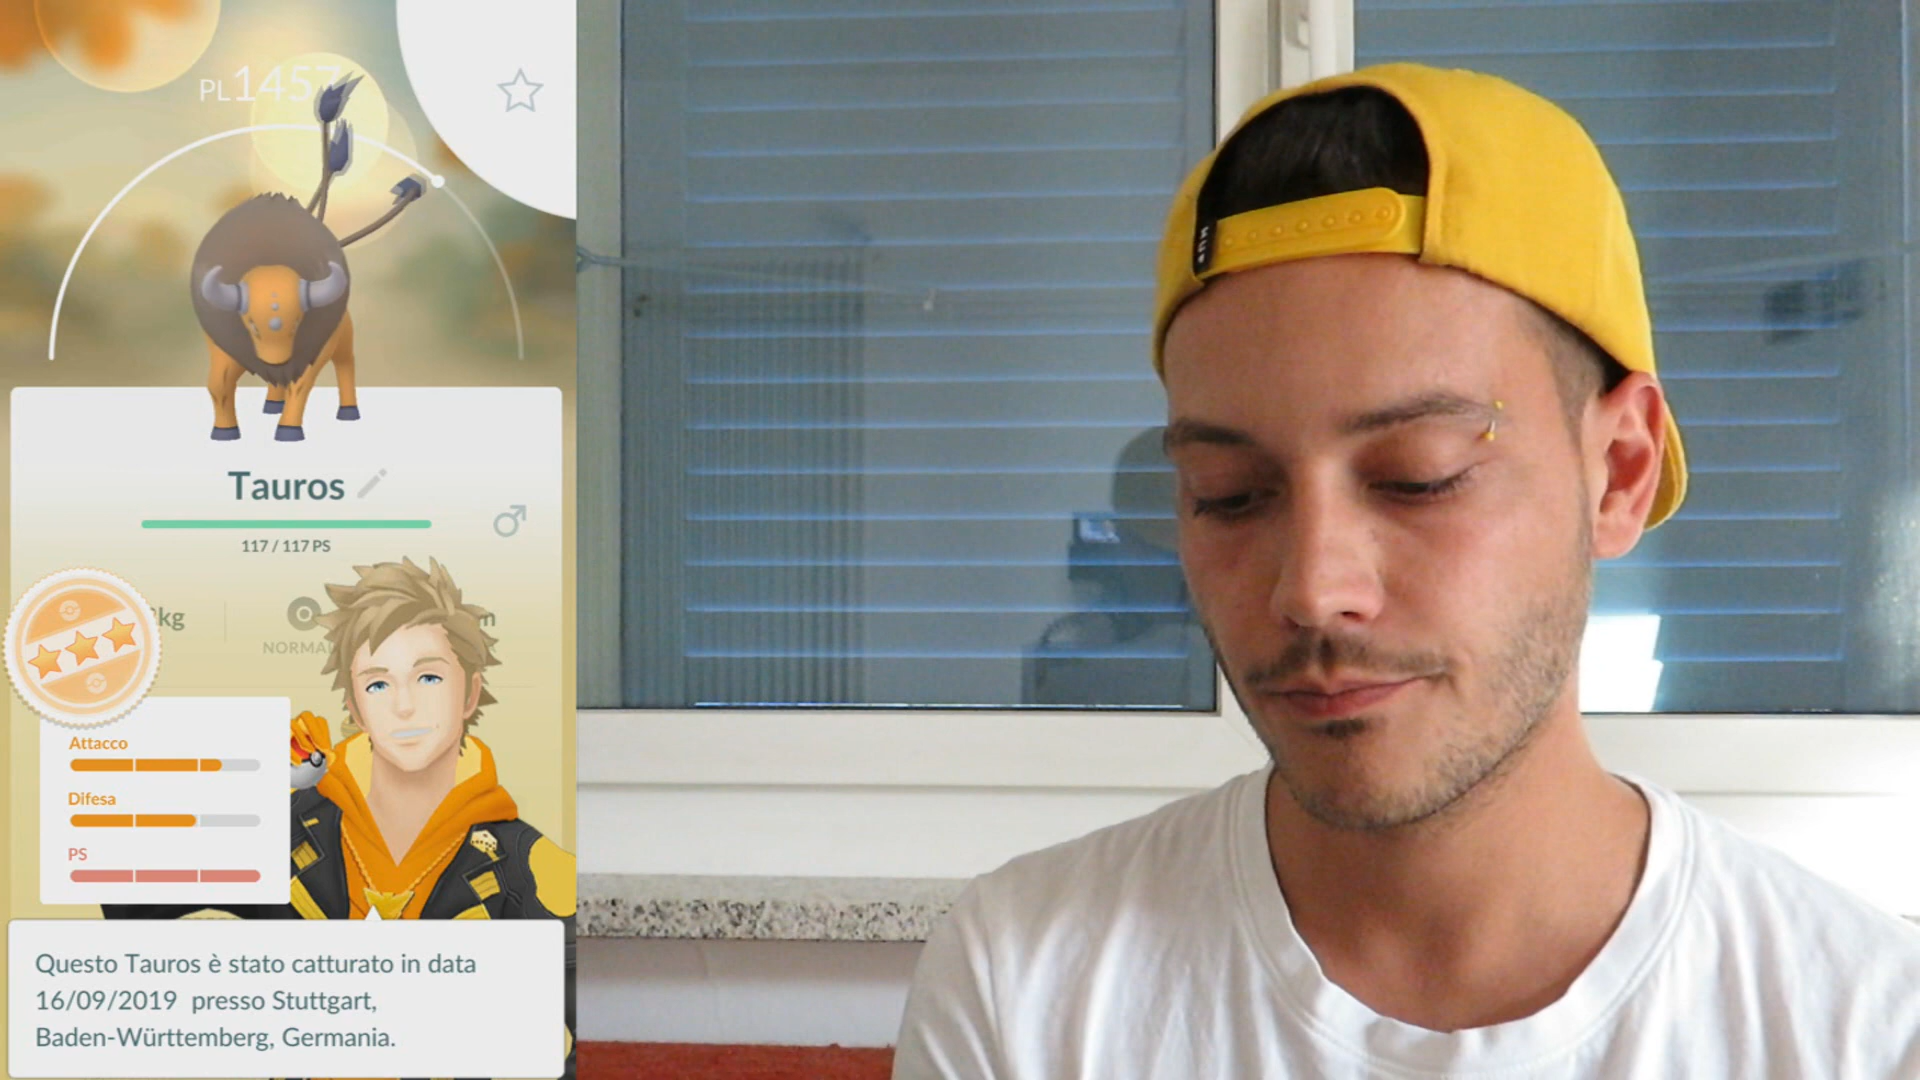 PL1457
Tauros
117 / 117 PS
kg
m
NORMA
Attacco
Difesa
PS
Questo Tauros è stato catturato in data
16/09/2019 presso Stuttgart,
Baden-Württemberg, Germania.